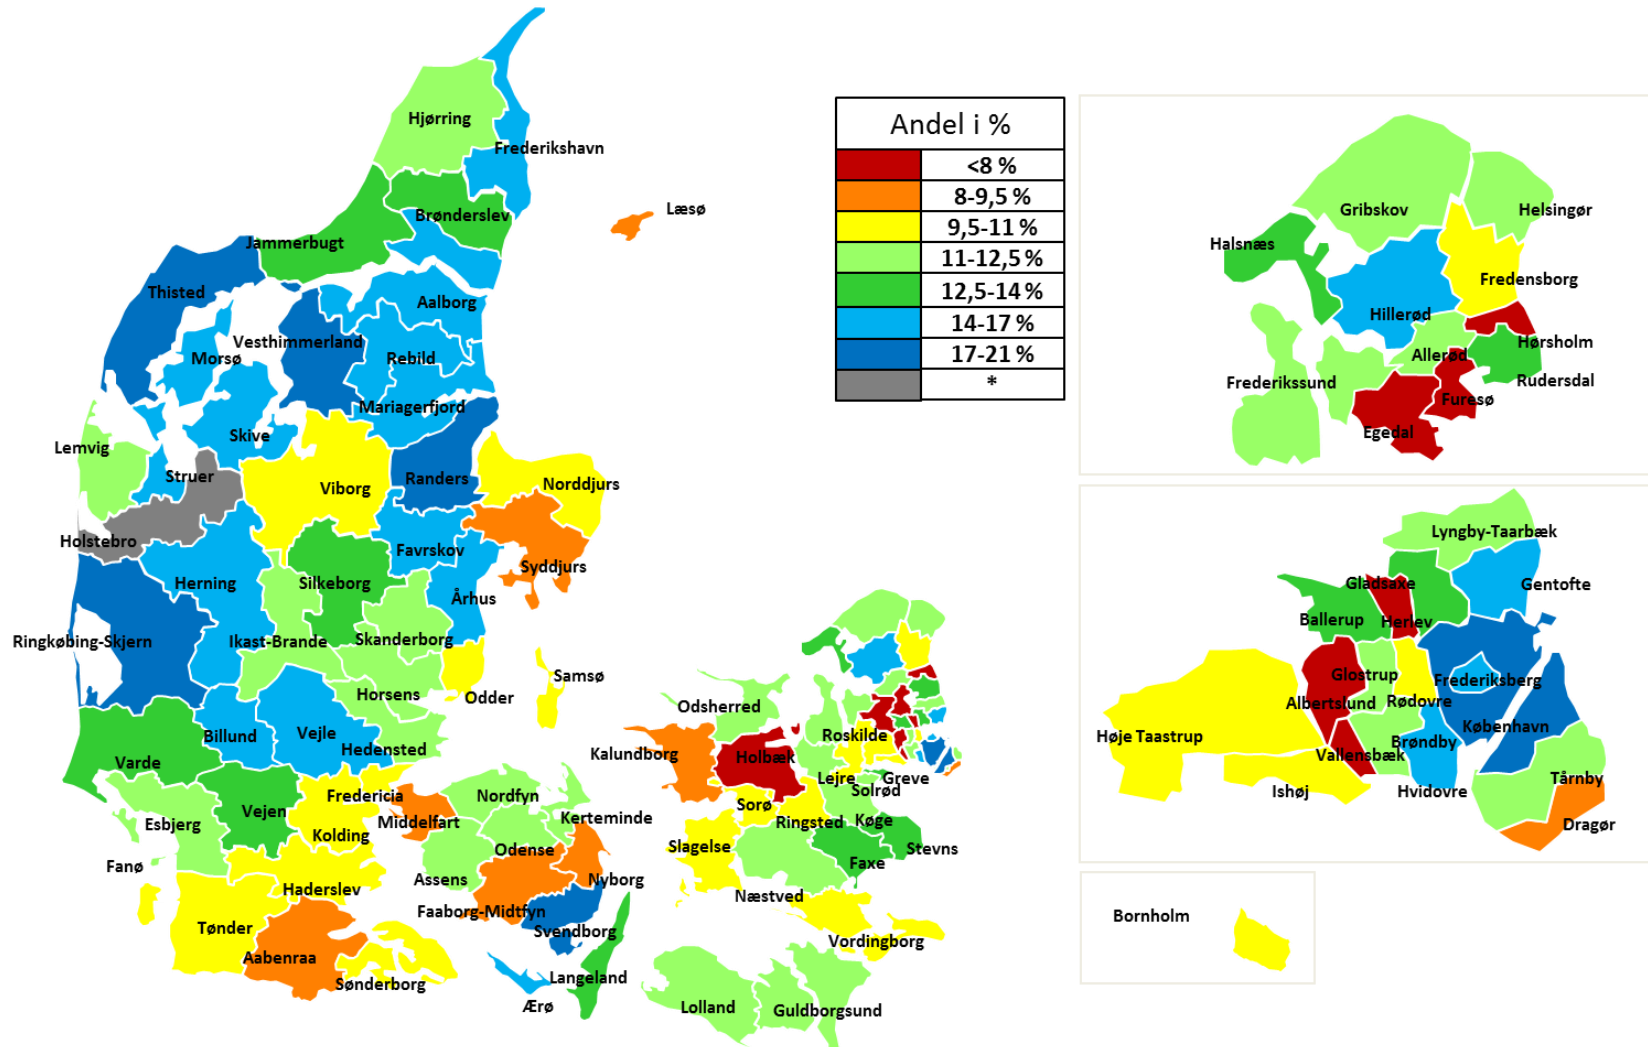 Hjørring
Frederikshavn
Læsø
Brønderslev
Jammerbugt
Thisted
Aalborg
Vesthimmerland
Morsø
Rebild
Mariagerfjord
Skive
Lemvig
Struer
Viborg
Randers
Norddjurs
Holstebro
Favrskov
Syddjurs
Herning
Silkeborg
Århus
Ringkøbing-Skjern
Ikast-Brande
Skanderborg
Samsø
Odder
Horsens
Billund
Vejle
Hedensted
Varde
Fredericia
Vejen
Kolding
Middelfart
Nordfyn
Kerteminde
Esbjerg
Odense
Fanø
Assens
Nyborg
Haderslev
Faaborg-Midtfyn
Tønder
Svendborg
Aabenraa
Langeland
Sønderborg
Ærø
Odsherred
Kalundborg
Roskilde
Holbæk
Lejre
Greve
Solrød
Sorø
Ringsted
Køge
Slagelse
Stevns
Faxe
Næstved
Vordingborg
Lolland
Guldborgsund
Andel i %
<8 %
8-9,5 %
9,5-11 %
11-12,5 %
12,5-14 %
14-17 %
17-21 %
*
Gribskov
Helsingør
Halsnæs
Fredensborg
Hillerød
Hørsholm
Allerød
Frederikssund
Rudersdal
Furesø
Egedal
Lyngby-Taarbæk
Gladsaxe
Gentofte
Ballerup
Herlev
Glostrup
Frederiksberg
Albertslund
Rødovre
København
Høje Taastrup
Brøndby
Vallensbæk
Tårnby
Ishøj
Hvidovre
Dragør
Bornholm